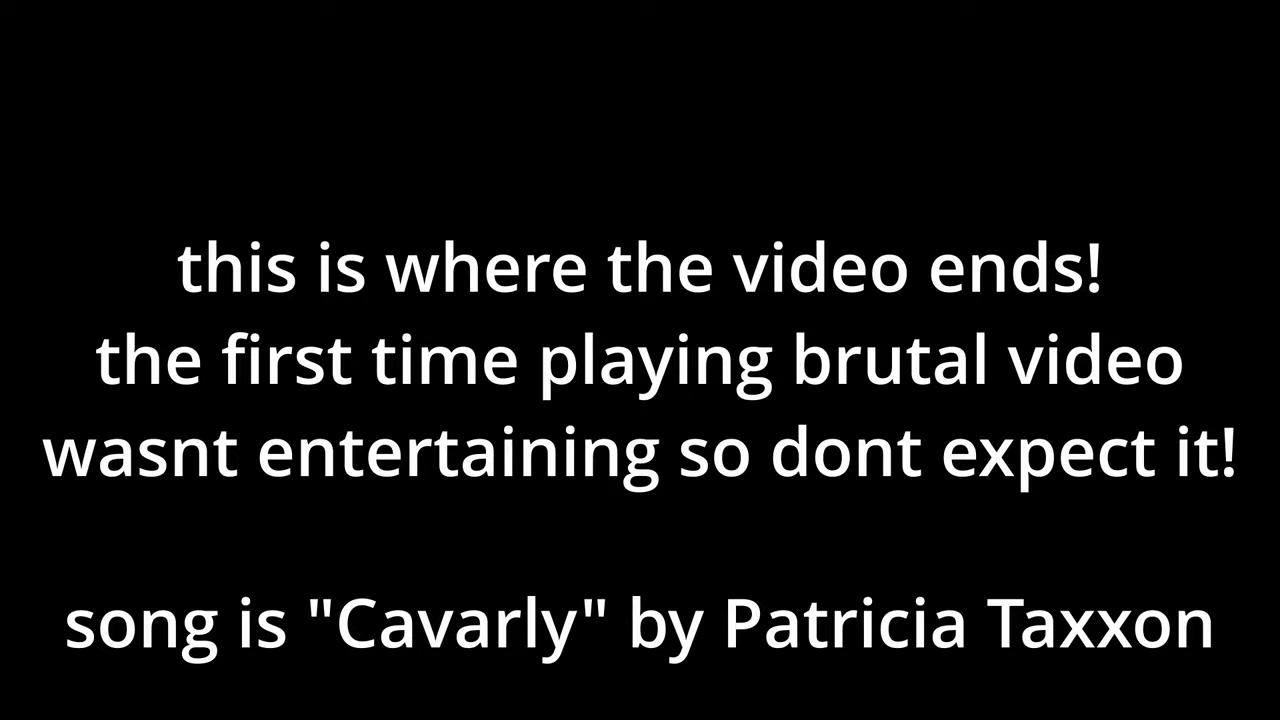 this is where the video ends!
the first time playing brutal video
wasnt entertaining so dont expect it!
song is "Cavarly" by Patricia Taxxon